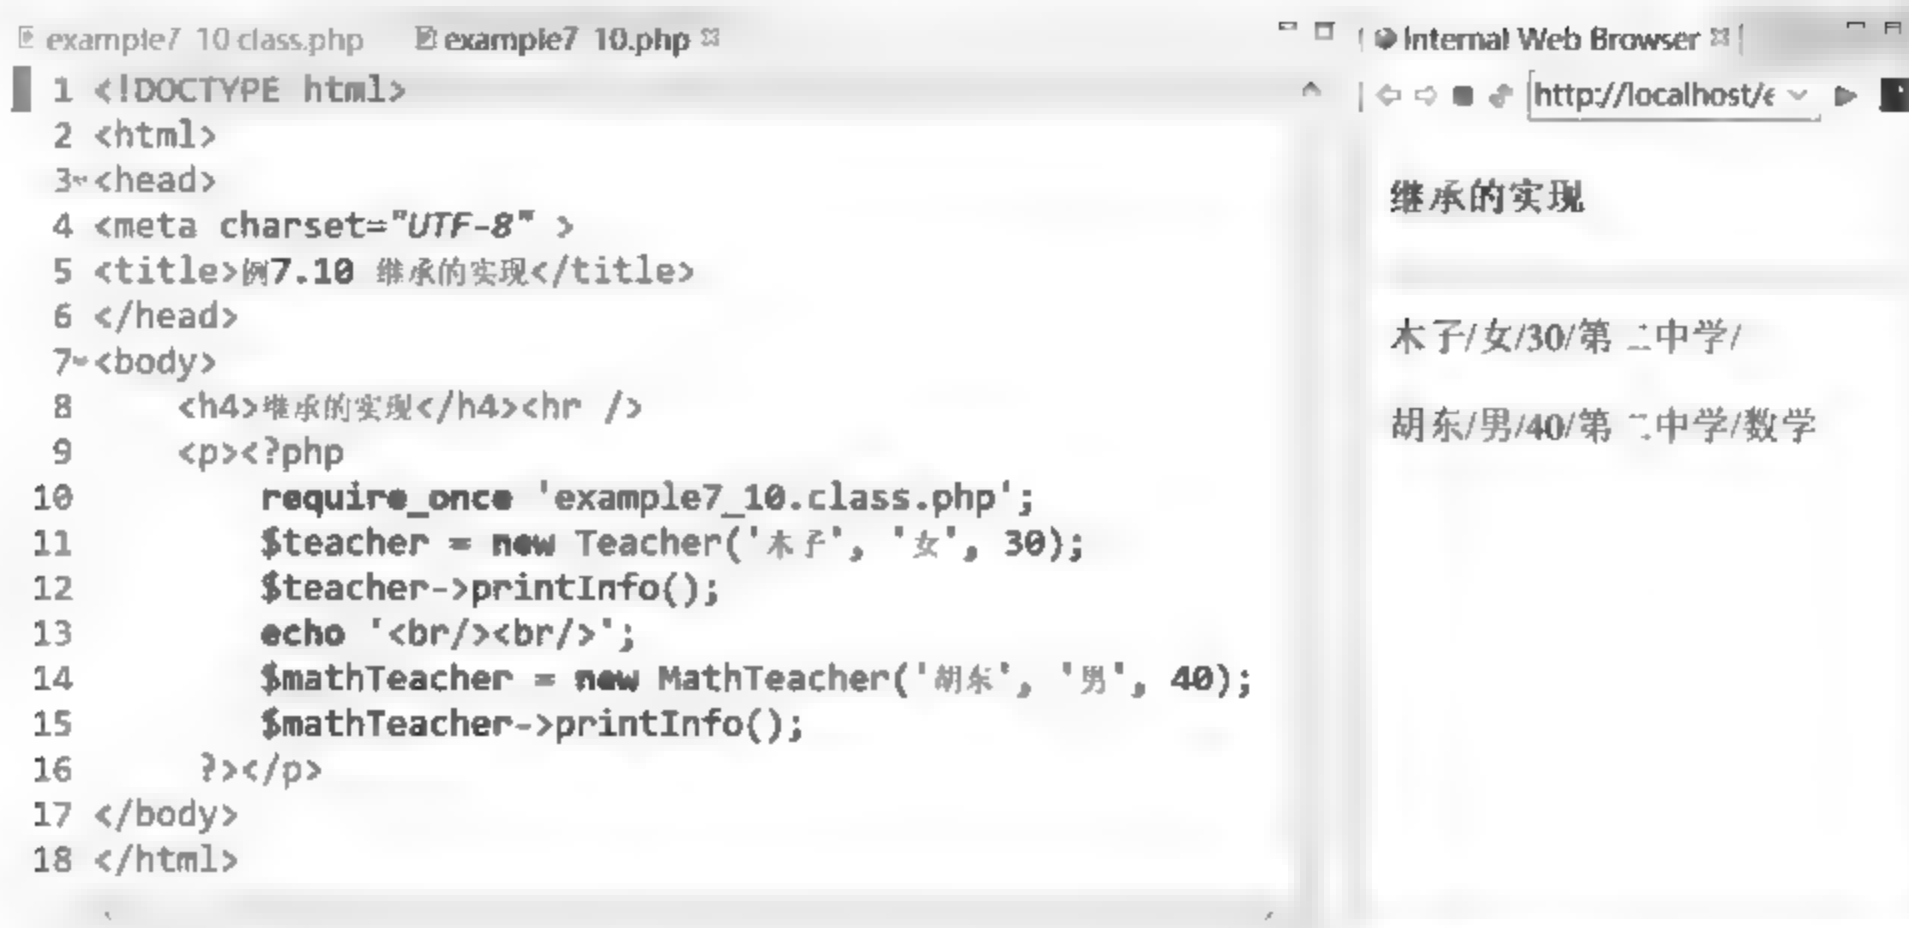 example7_10.class.php example7_10.php
1 <!DOCTYPE html>
2 <html>
3 <head>
4 <meta charset="UTF-8" >
5 <title>例7.10 继承的实现</title>
6 </head>
7 <body>
8 <h4>继承的实现</h4><hr />
9 <p><?php
10 require_once 'example7_10.class.php';
11 $teacher = new Teacher('木子', '女', 30);
12 $teacher->printInfo();
13 echo '<br/><br/>';
14 $mathTeacher = new MathTeacher('胡东', '男', 40);
15 $mathTeacher->printInfo();
16 ?></p>
17 </body>
18 </html>
Internal Web Browser
http://localhost/e
继承的实现
木子/女/30/第二中学/
胡东/男/40/第二中学/数学